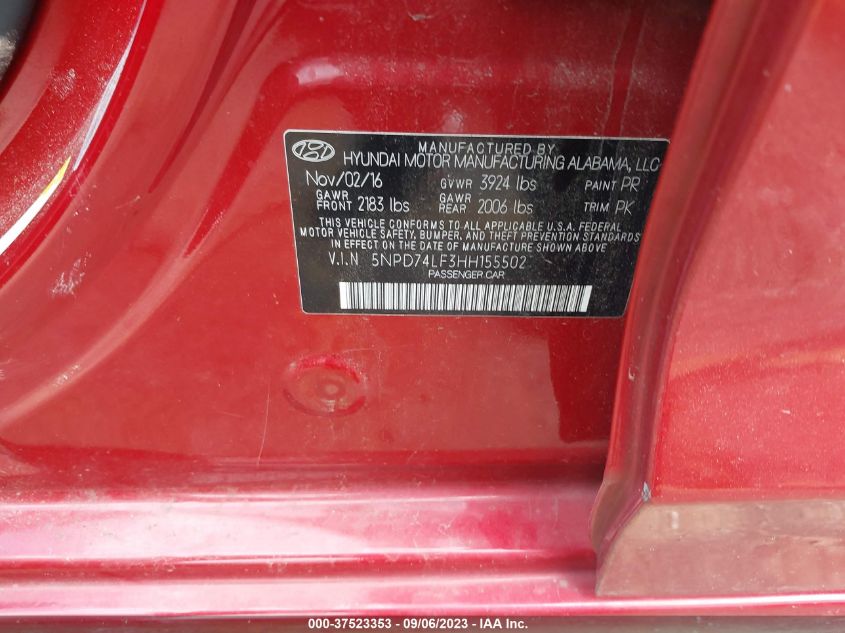 MANUFACTURED BY
HYUNDAI MOTOR MANUFACTURING ALABAMA, LLC
Nov/02/16 GVWR 3924 lbs PAINT PR
GAWR FRONT 2183 lbs GAWR REAR 2006 lbs TRIM PK
THIS VEHICLE CONFORMS TO ALL APPLICABLE U.S.A. FEDERAL
MOTOR VEHICLE SAFETY, BUMPER, AND THEFT PREVENTION STANDARDS
IN EFFECT ON THE DATE OF MANUFACTURE SHOWN ABOVE.
V.I.N 5NPD74LF3HH155502
PASSENGER CAR
000-37523353 - 09/06/2023 - IAA Inc.